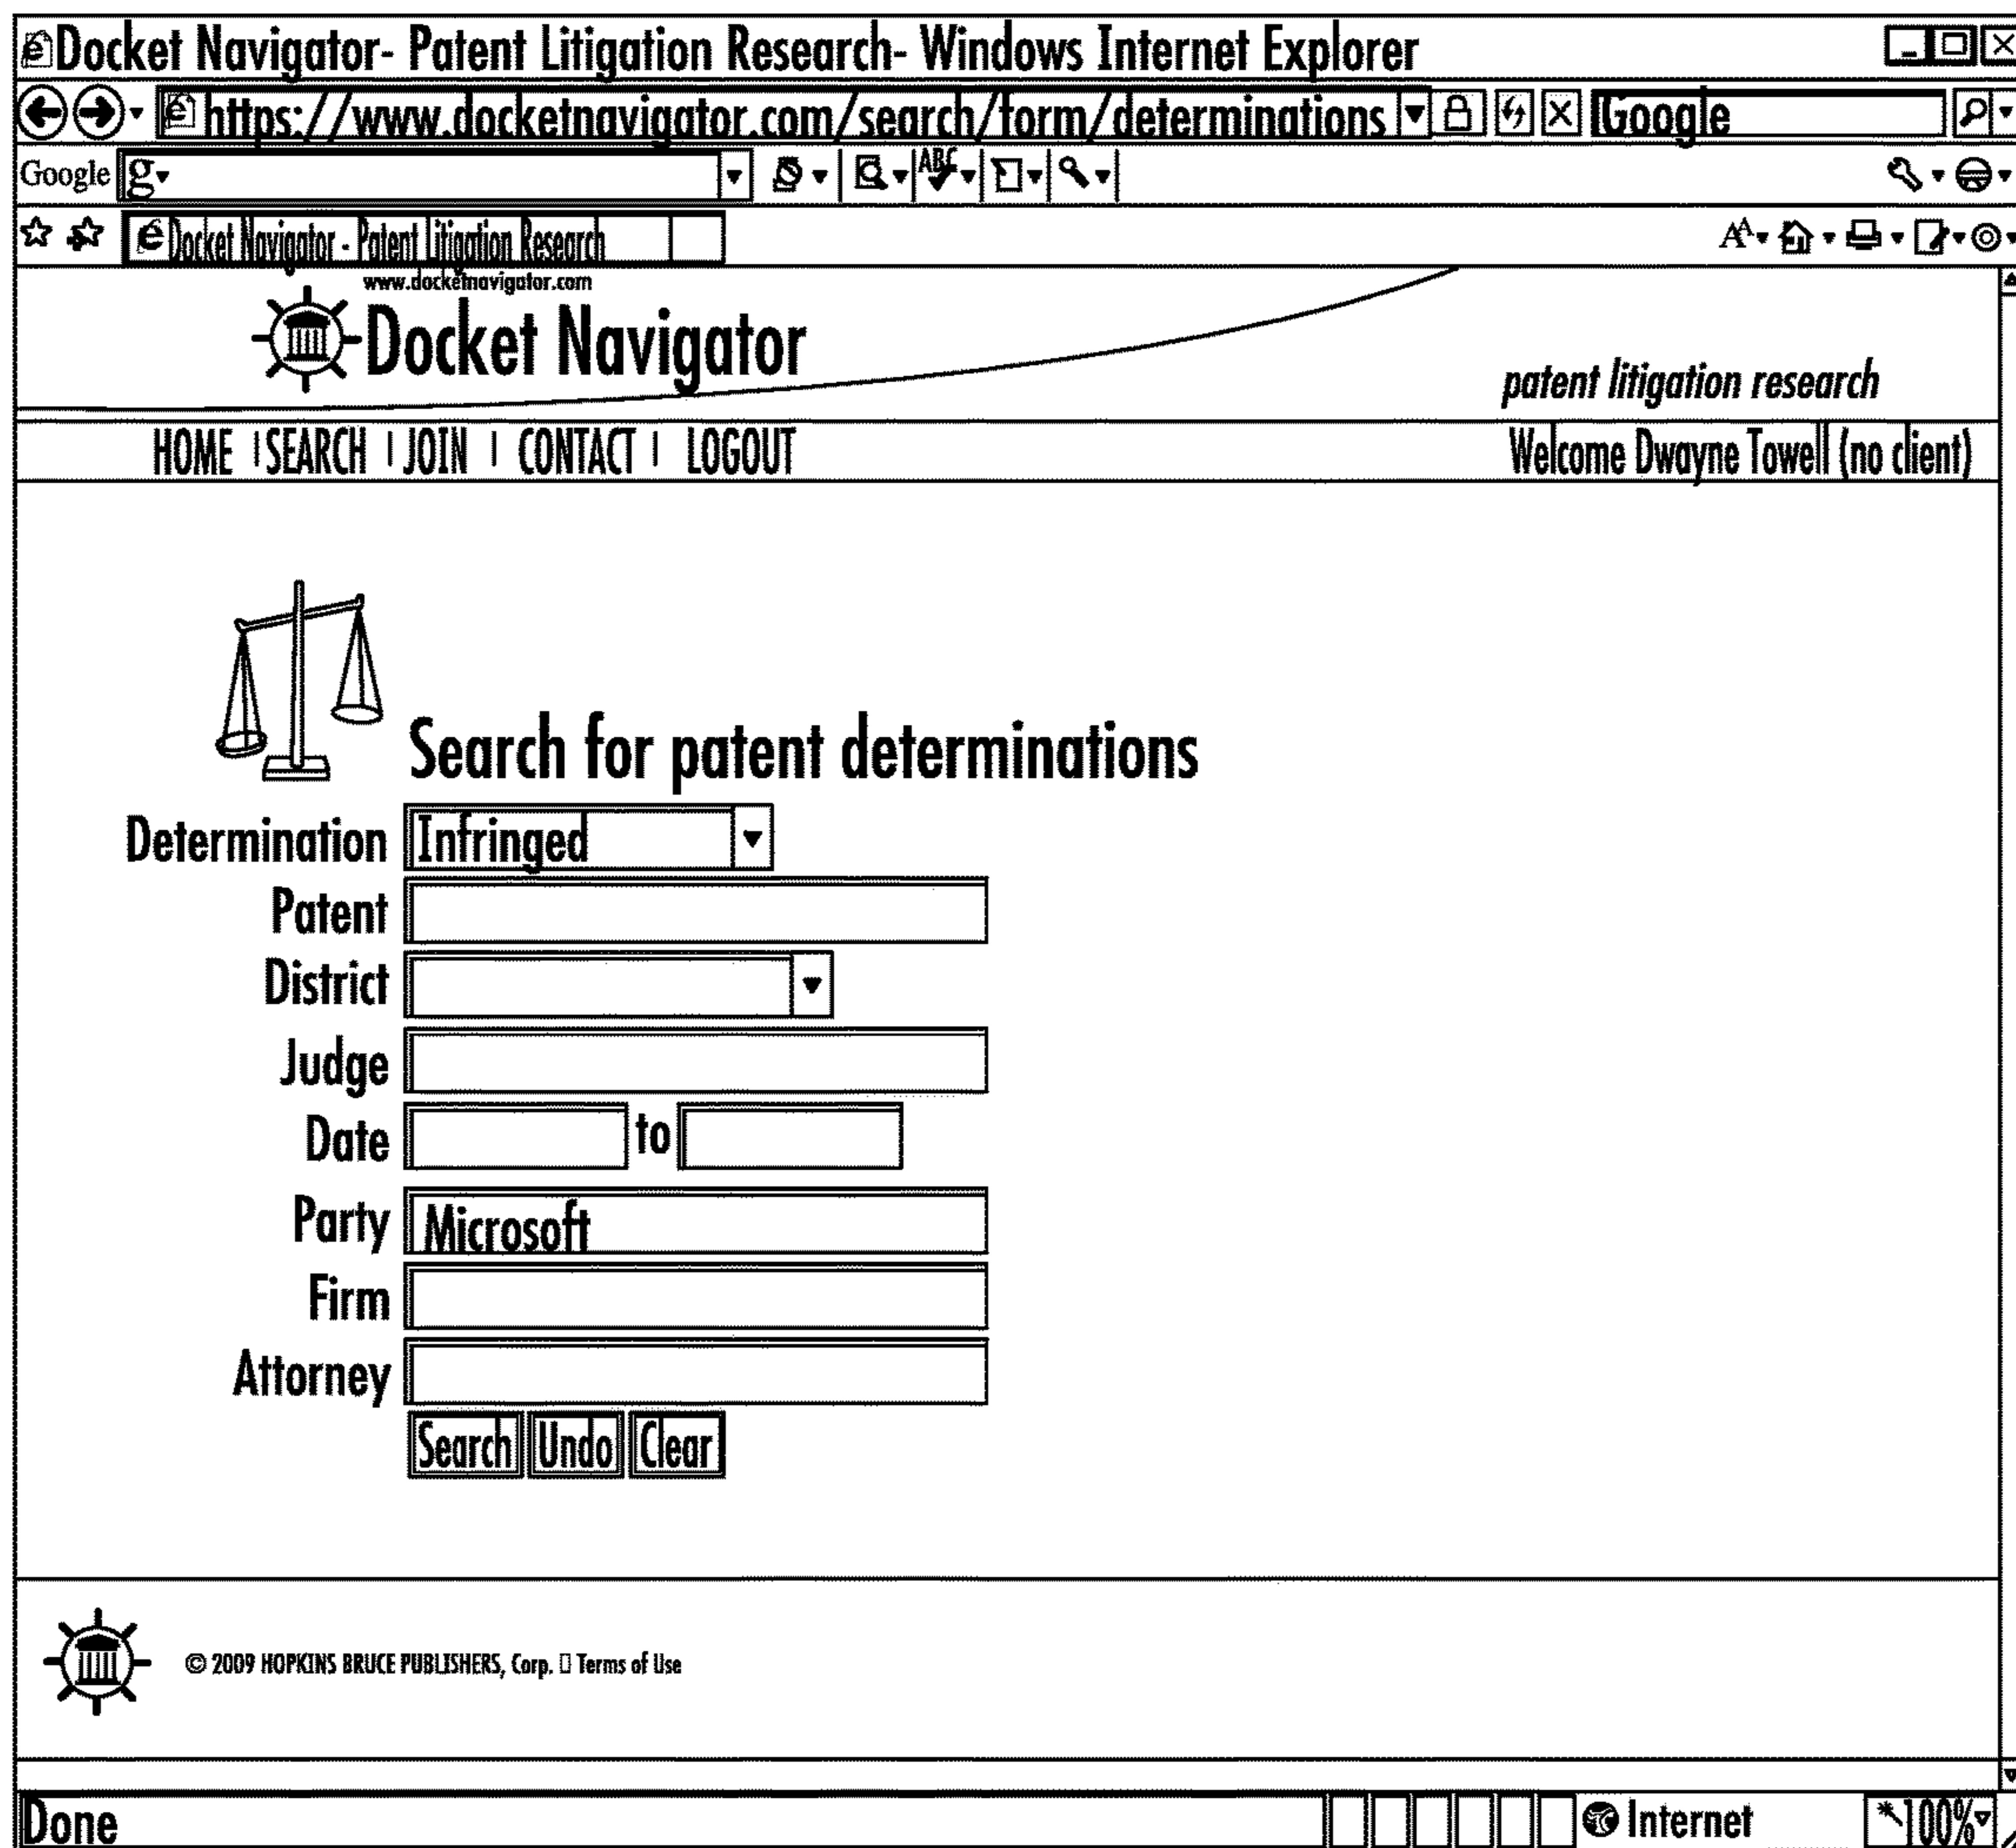 Docket Navigator- Patent Litigation Research- Windows Internet Explorer
https://www.docketnavigator.com/search/form/determinations Google
Google g ABC
Docket Navigator - Patent Litigation Research
www.docketnavigator.com
Docket Navigator
patent litigation research
HOME | SEARCH | JOIN | CONTACT | LOGOUT Welcome Dwayne Towell (no client)
Search for patent determinations
Determination Infringed
Patent
District
Judge
Date to
Party Microsoft
Firm
Attorney
Search Undo Clear
© 2009 HOPKINS BRUCE PUBLISHERS, Corp. ▯ Terms of Use
Done Internet 100%